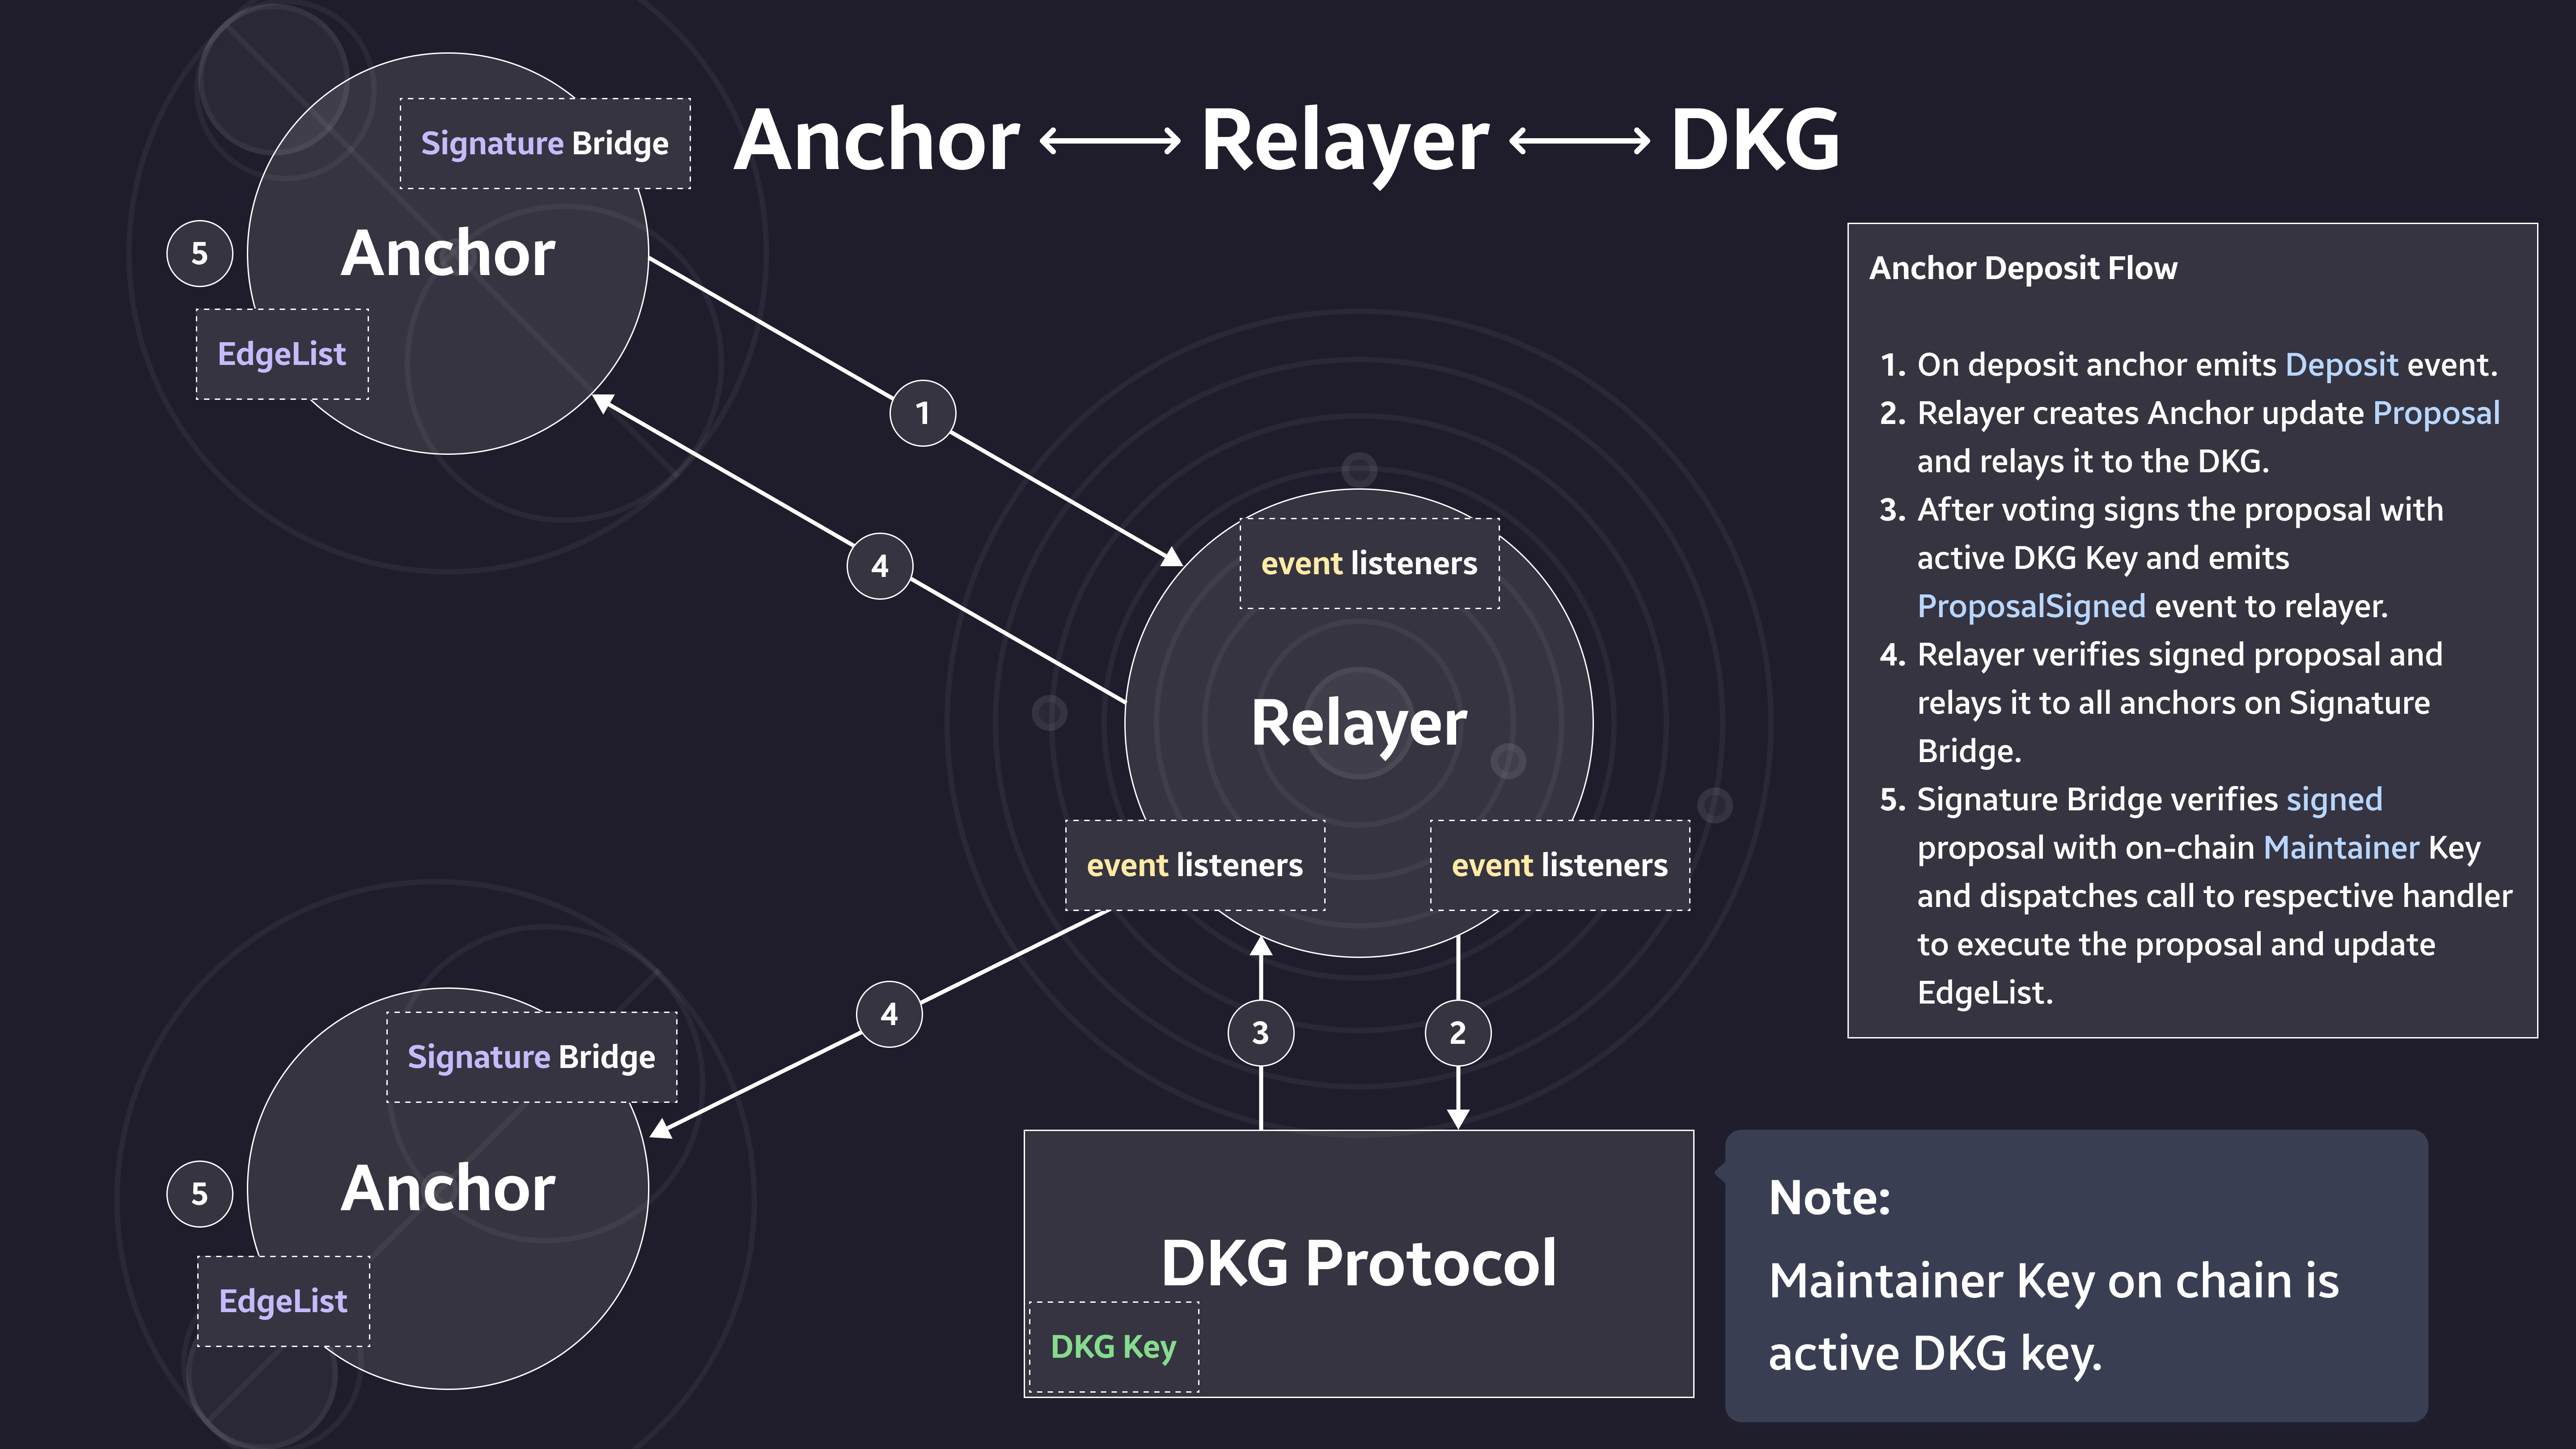 Anchor Relayer DKG
Signature Bridge
Anchor
5
EdgeList
1
4
event listeners
Relayer
event listeners
event listeners
4
3
2
Signature Bridge
Anchor
5
EdgeList
DKG Protocol
DKG Key
Anchor Deposit Flow
1. On deposit anchor emits Deposit event.
2. Relayer creates Anchor update Proposal
and relays it to the DKG.
3. After voting signs the proposal with
active DKG Key and emits
ProposalSigned event to relayer.
4. Relayer verifies signed proposal and
relays it to all anchors on Signature
Bridge.
5. Signature Bridge verifies signed
proposal with on-chain Maintainer Key
and dispatches call to respective handler
to execute the proposal and update
EdgeList.
Note:
Maintainer Key on chain is
active DKG key.